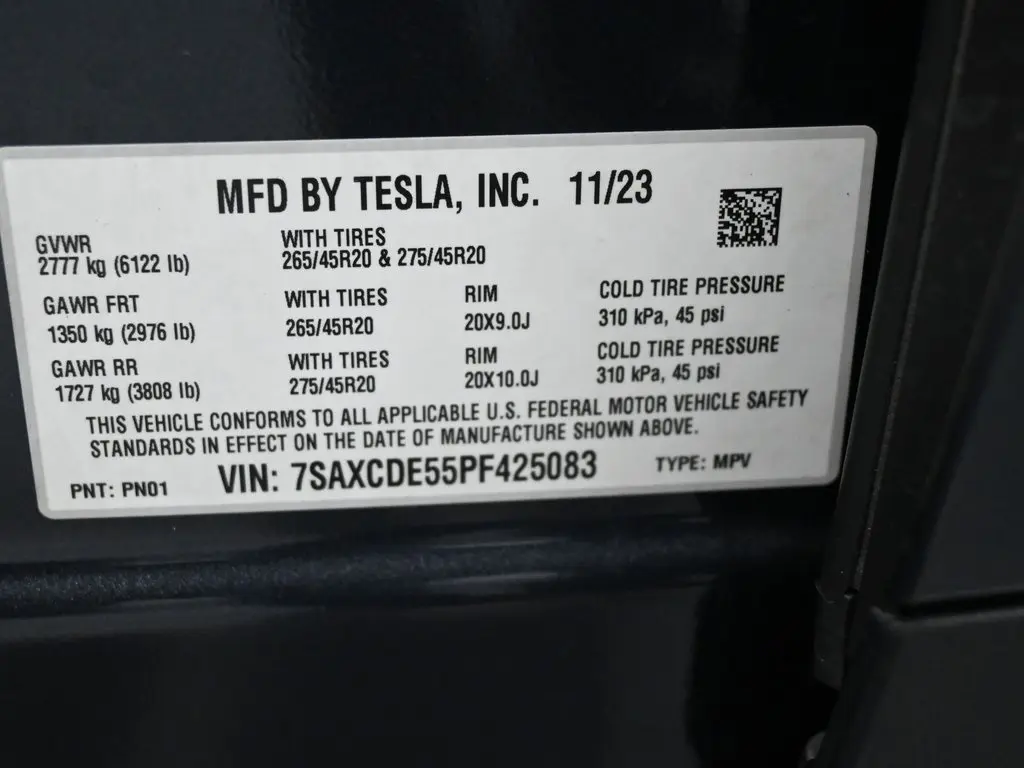 MFD BY TESLA, INC. 11/23
GVWR
2777 kg (6122 lb)
WITH TIRES
265/45R20 & 275/45R20
GAWR FRT
1350 kg (2976 lb)
WITH TIRES
265/45R20
RIM
20X9.0J
COLD TIRE PRESSURE
310 kPa, 45 psi
GAWR RR
1727 kg (3808 lb)
WITH TIRES
275/45R20
RIM
20X10.0J
COLD TIRE PRESSURE
310 kPa, 45 psi
THIS VEHICLE CONFORMS TO ALL APPLICABLE U.S. FEDERAL MOTOR VEHICLE SAFETY
STANDARDS IN EFFECT ON THE DATE OF MANUFACTURE SHOWN ABOVE.
PNT: PN01 VIN: 7SAXCDE55PF425083 TYPE: MPV